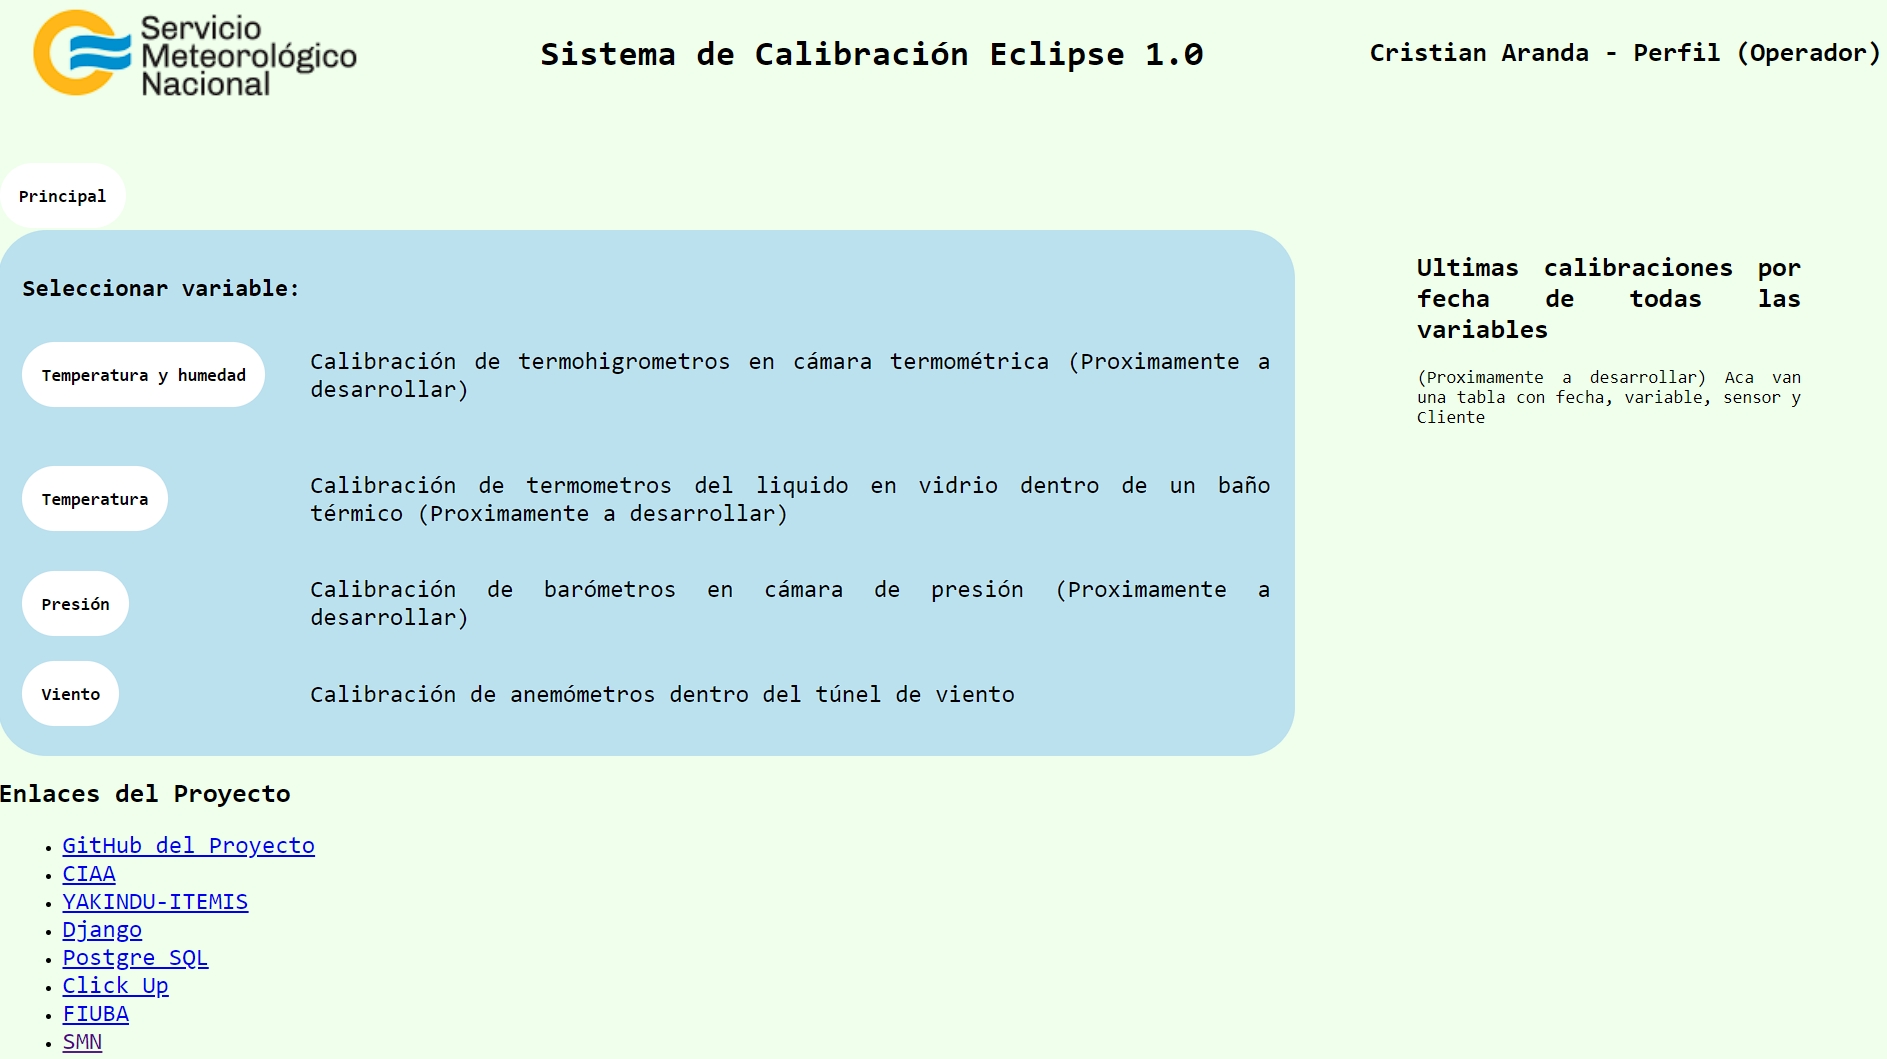 Servicio
Meteorológico
Nacional
Sistema de Calibración Eclipse 1.0
Cristian Aranda - Perfil (Operador)
Principal
Seleccionar variable:
Temperatura y humedad
Calibración de termohigrometros en cámara termométrica (Proximamente a
desarrollar)
Temperatura
Calibración de termometros del liquido en vidrio dentro de un baño
térmico (Proximamente a desarrollar)
Presión
Calibración de barómetros en cámara de presión (Proximamente a
desarrollar)
Viento
Calibración de anemómetros dentro del túnel de viento
Ultimas calibraciones por
fecha de todas las
variables
(Proximamente a desarrollar) Aca van
una tabla con fecha, variable, sensor y
Cliente
Enlaces del Proyecto
• GitHub del Proyecto
• CIAA
• YAKINDU-ITEMIS
• Django
• Postgre SQL
• Click Up
• FIUBA
• SMN